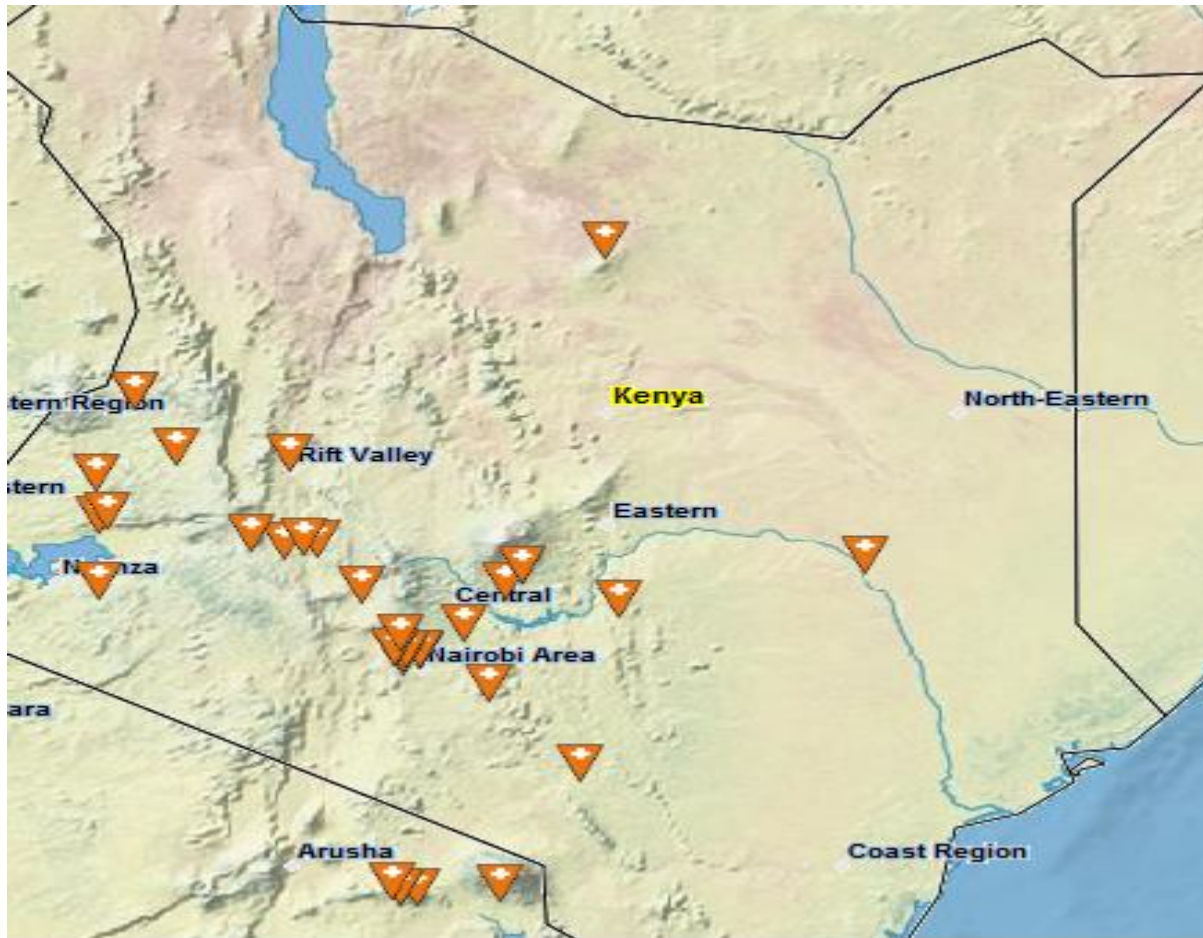 Kenya
North-Eastern
tern Region
Rift Valley
stern
Eastern
Central
Nairobi Area
ara
Arusha
Coast Region